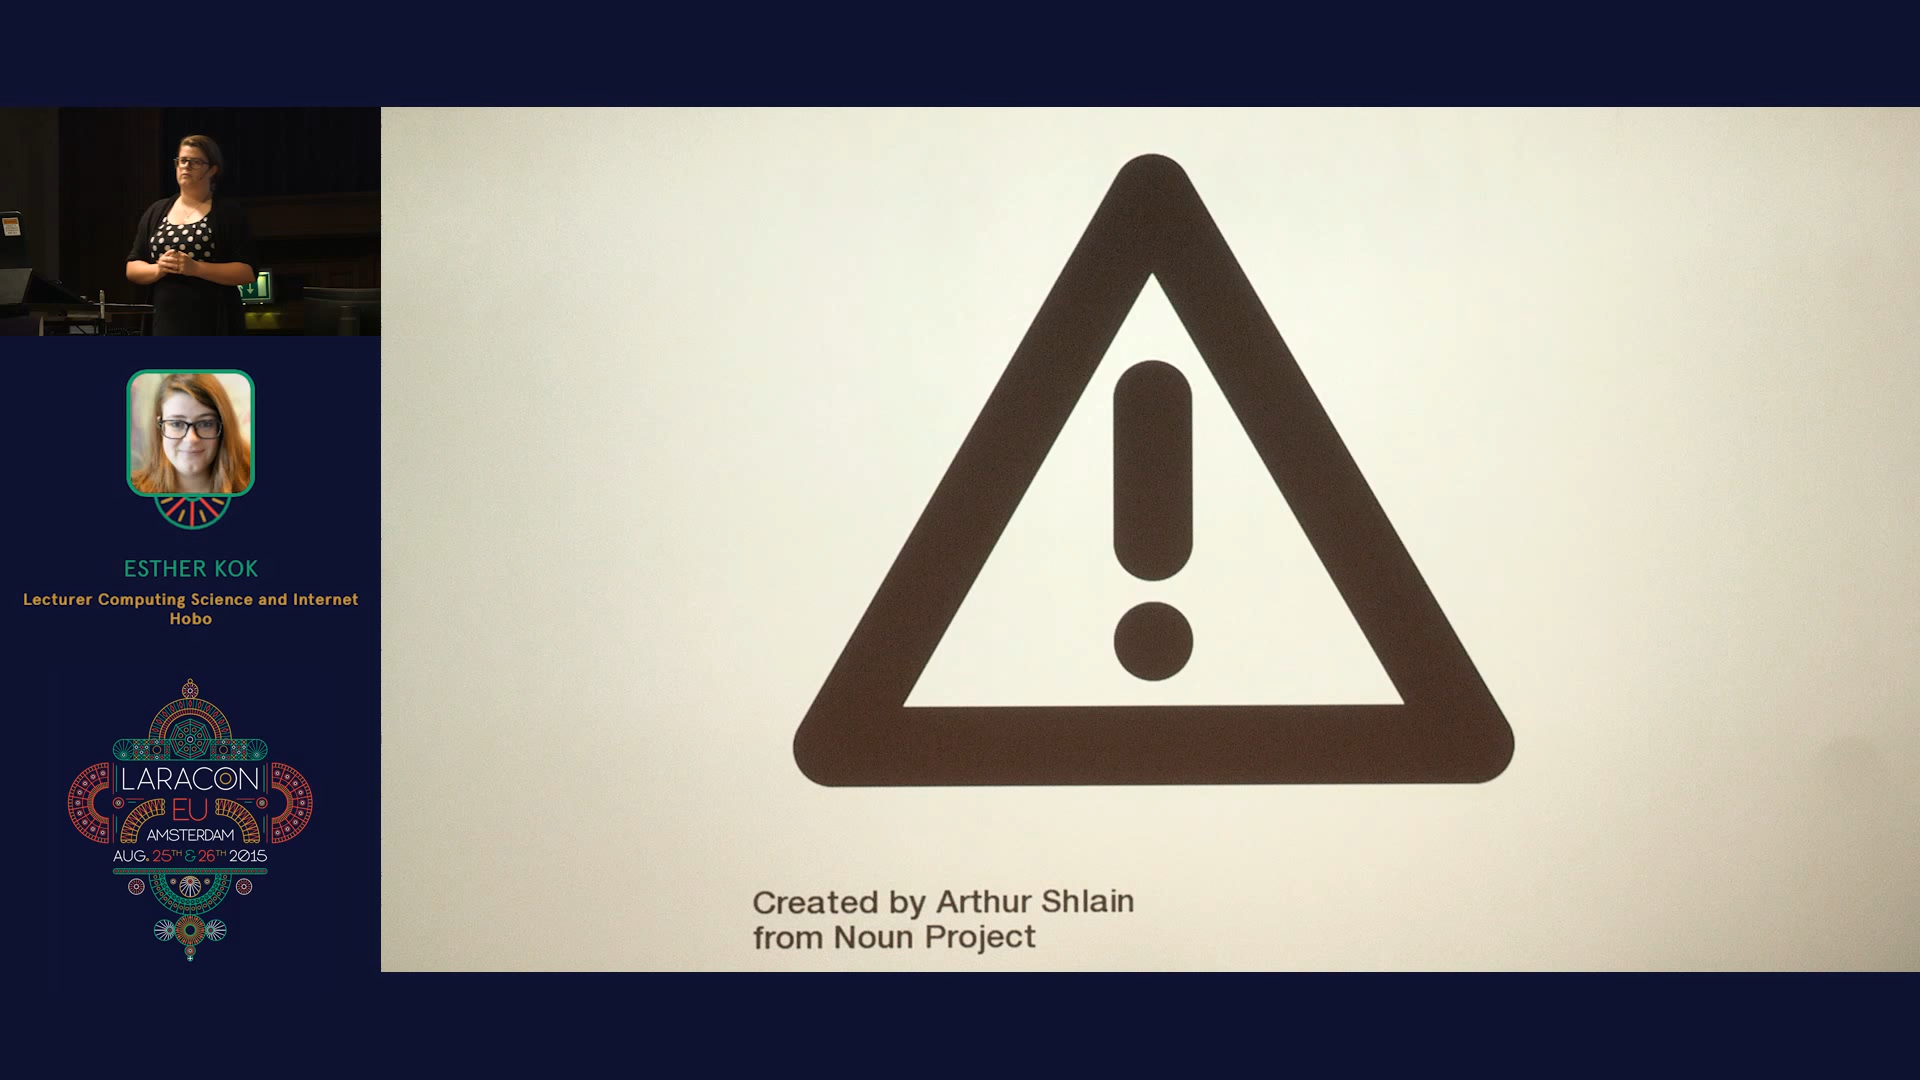 ESTHER KOK
Lecturer Computing Science and Internet
Hobo
LARACON
EU
AMSTERDAM
AUG. 25TH & 26TH 2015
!
Created by Arthur Shlain
from Noun Project